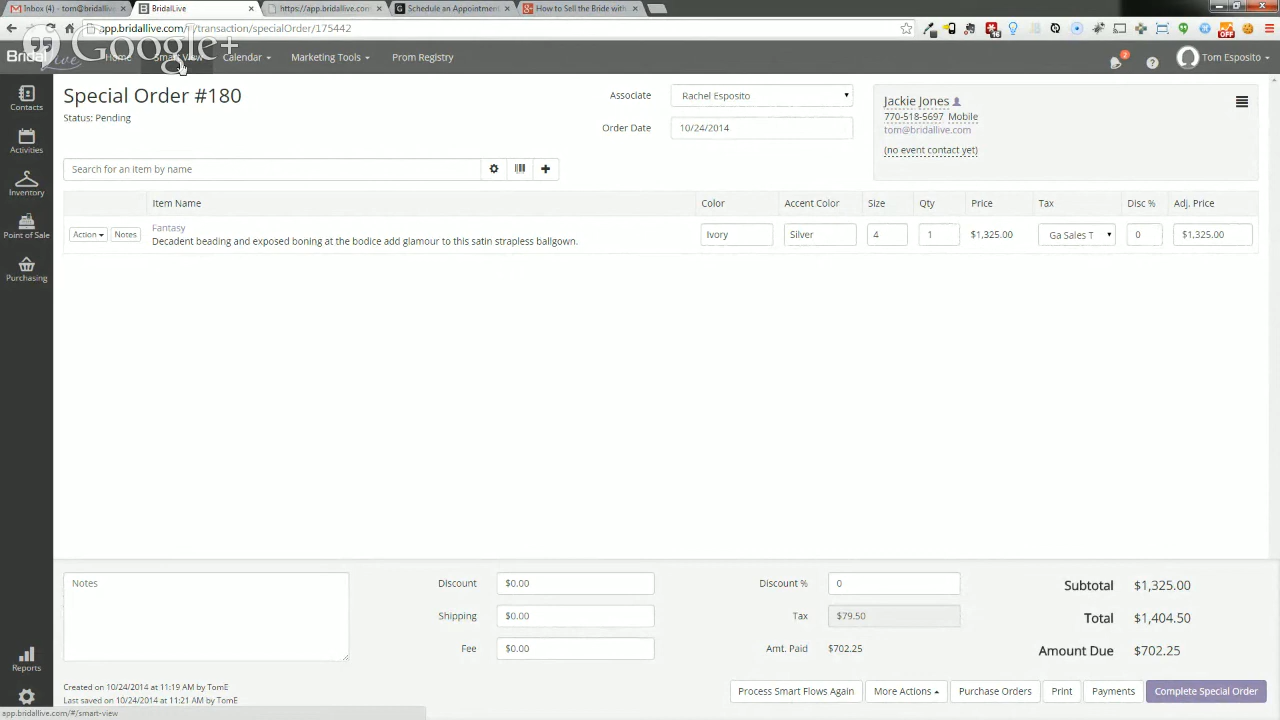 Inbox (4) - tom@bridalliv
BridalLive
https://app.bridallive.com
Schedule an Appointment
How to Sell the Bride with
app.bridallive.com/#/transaction/specialOrder/175442
Google+
Bridal Live
Home
Smart View
Calendar
Marketing Tools
Prom Registry
2
Tom Esposito
Contacts
Activities
Inventory
Point of Sale
Purchasing
Reports
Special Order #180
Status: Pending
Associate
Rachel Esposito
Order Date
10/24/2014
Jackie Jones
770-518-5697 Mobile
tom@bridallive.com
(no event contact yet)
Search for an item by name
Item Name Color Accent Color Size Qty Price Tax Disc % Adj. Price
Action Notes
Fantasy
Decadent beading and exposed boning at the bodice add glamour to this satin strapless ballgown.
Ivory Silver 4 1 $1,325.00 Ga Sales T 0 $1,325.00
Notes
Discount $0.00
Shipping $0.00
Fee $0.00
Discount % 0
Tax $79.50
Amt. Paid $702.25
Subtotal $1,325.00
Total $1,404.50
Amount Due $702.25
Created on 10/24/2014 at 11:19 AM by TomE
Last saved on 10/24/2014 at 11:21 AM by TomE
Process Smart Flows Again
More Actions
Purchase Orders
Print
Payments
Complete Special Order
app.bridallive.com/#/smart-view